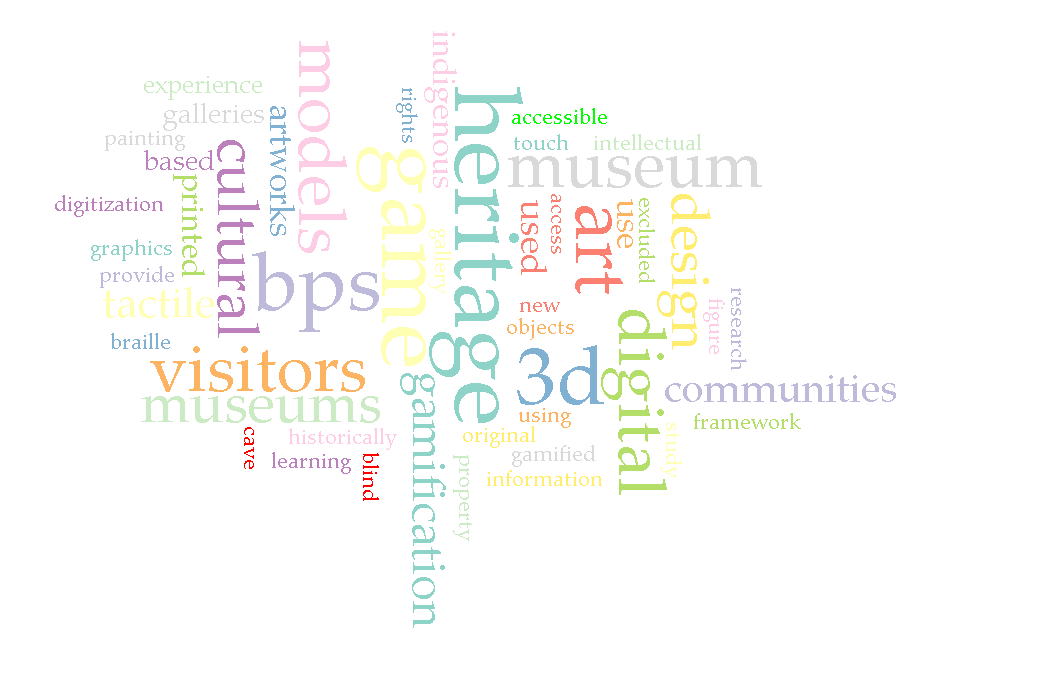 indigenous
models
experience
rights
heritage
galleries
artworks
accessible
painting
cultural
touch
intellectual
based
game
museum
printed
digitization
used
access
art
use
excluded
design
graphics
gallery
bps
provide
tactile
new
research
figure
objects
digital
braille
visitors
3d
museums
gamification
communities
using
framework
cave
historically
original
study
learning
blind
gamified
property
information